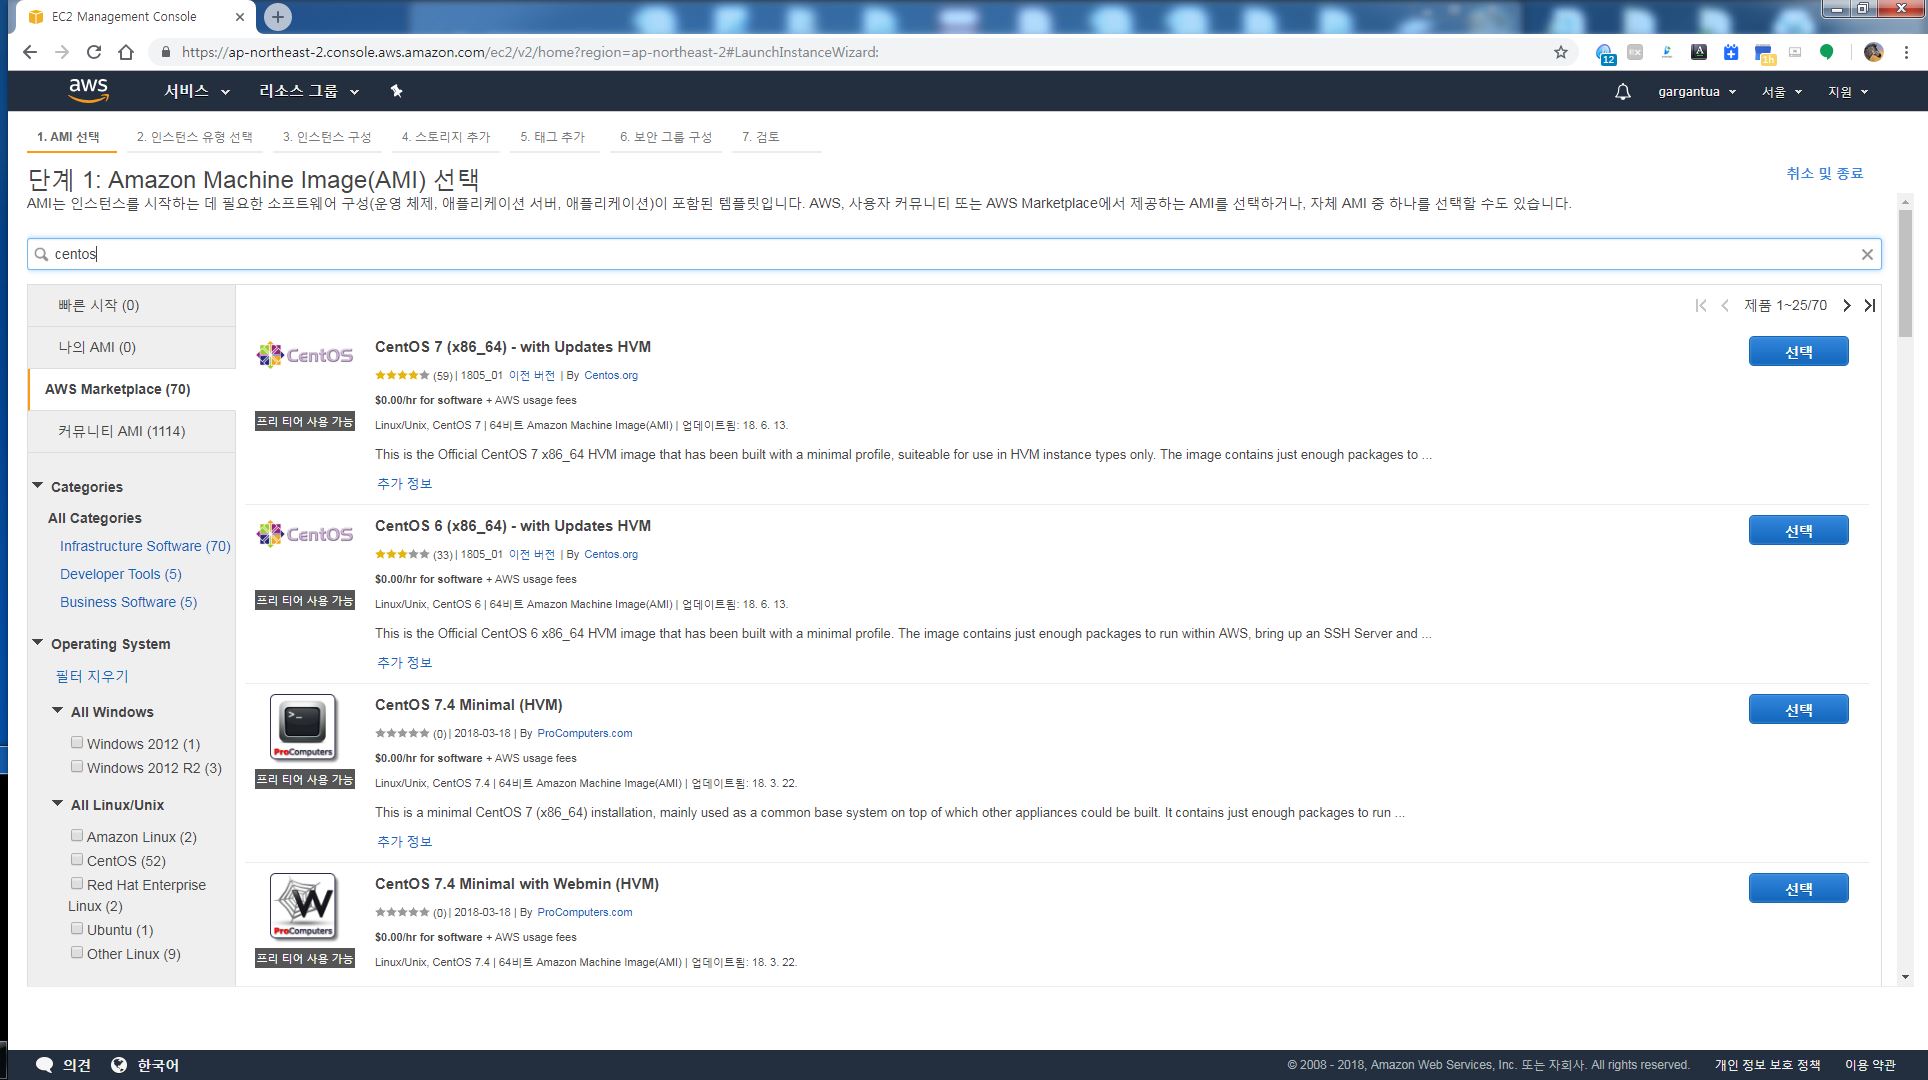 EC2 Management Console
https://ap-northeast-2.console.aws.amazon.com/ec2/v2/home?region=ap-northeast-2#LaunchInstanceWizard:
12
1h
aws
서비스
리소스 그룹
gargantua
서울
지원
1. AMI 선택
2. 인스턴스 유형 선택
3. 인스턴스 구성
4. 스토리지 추가
5. 태그 추가
6. 보안 그룹 구성
7. 검토
단계 1: Amazon Machine Image(AMI) 선택
취소 및 종료
AMI는 인스턴스를 시작하는 데 필요한 소프트웨어 구성(운영 체제, 애플리케이션 서버, 애플리케이션)이 포함된 템플릿입니다. AWS, 사용자 커뮤니티 또는 AWS Marketplace에서 제공하는 AMI를 선택하거나, 자체 AMI 중 하나를 선택할 수도 있습니다.
centos
빠른 시작 (0)
나의 AMI (0)
AWS Marketplace (70)
커뮤니티 AMI (1114)
Categories
All Categories
Infrastructure Software (70)
Developer Tools (5)
Business Software (5)
Operating System
필터 지우기
All Windows
Windows 2012 (1)
Windows 2012 R2 (3)
All Linux/Unix
Amazon Linux (2)
CentOS (52)
Red Hat Enterprise
Linux (2)
Ubuntu (1)
Other Linux (9)
제품 1~25/70
CentOS
프리 티어 사용 가능
CentOS 7 (x86_64) - with Updates HVM
(59) | 1805_01 이전 버전 | By Centos.org
$0.00/hr for software + AWS usage fees
Linux/Unix, CentOS 7 | 64비트 Amazon Machine Image(AMI) | 업데이트됨: 18. 6. 13.
This is the Official CentOS 7 x86_64 HVM image that has been built with a minimal profile, suiteable for use in HVM instance types only. The image contains just enough packages to ...
추가 정보
선택
CentOS
프리 티어 사용 가능
CentOS 6 (x86_64) - with Updates HVM
(33) | 1805_01 이전 버전 | By Centos.org
$0.00/hr for software + AWS usage fees
Linux/Unix, CentOS 6 | 64비트 Amazon Machine Image(AMI) | 업데이트됨: 18. 6. 13.
This is the Official CentOS 6 x86_64 HVM image that has been built with a minimal profile. The image contains just enough packages to run within AWS, bring up an SSH Server and ...
추가 정보
선택
ProComputers
프리 티어 사용 가능
CentOS 7.4 Minimal (HVM)
(0) | 2018-03-18 | By ProComputers.com
$0.00/hr for software + AWS usage fees
Linux/Unix, CentOS 7.4 | 64비트 Amazon Machine Image(AMI) | 업데이트됨: 18. 3. 22.
This is a minimal CentOS 7 (x86_64) installation, mainly used as a common base system on top of which other appliances could be built. It contains just enough packages to run ...
추가 정보
선택
W
ProComputers
프리 티어 사용 가능
CentOS 7.4 Minimal with Webmin (HVM)
(0) | 2018-03-18 | By ProComputers.com
$0.00/hr for software + AWS usage fees
Linux/Unix, CentOS 7.4 | 64비트 Amazon Machine Image(AMI) | 업데이트됨: 18. 3. 22.
선택
의견
한국어
© 2008 - 2018, Amazon Web Services, Inc. 또는 자회사. All rights reserved.
개인 정보 보호 정책
이용 약관